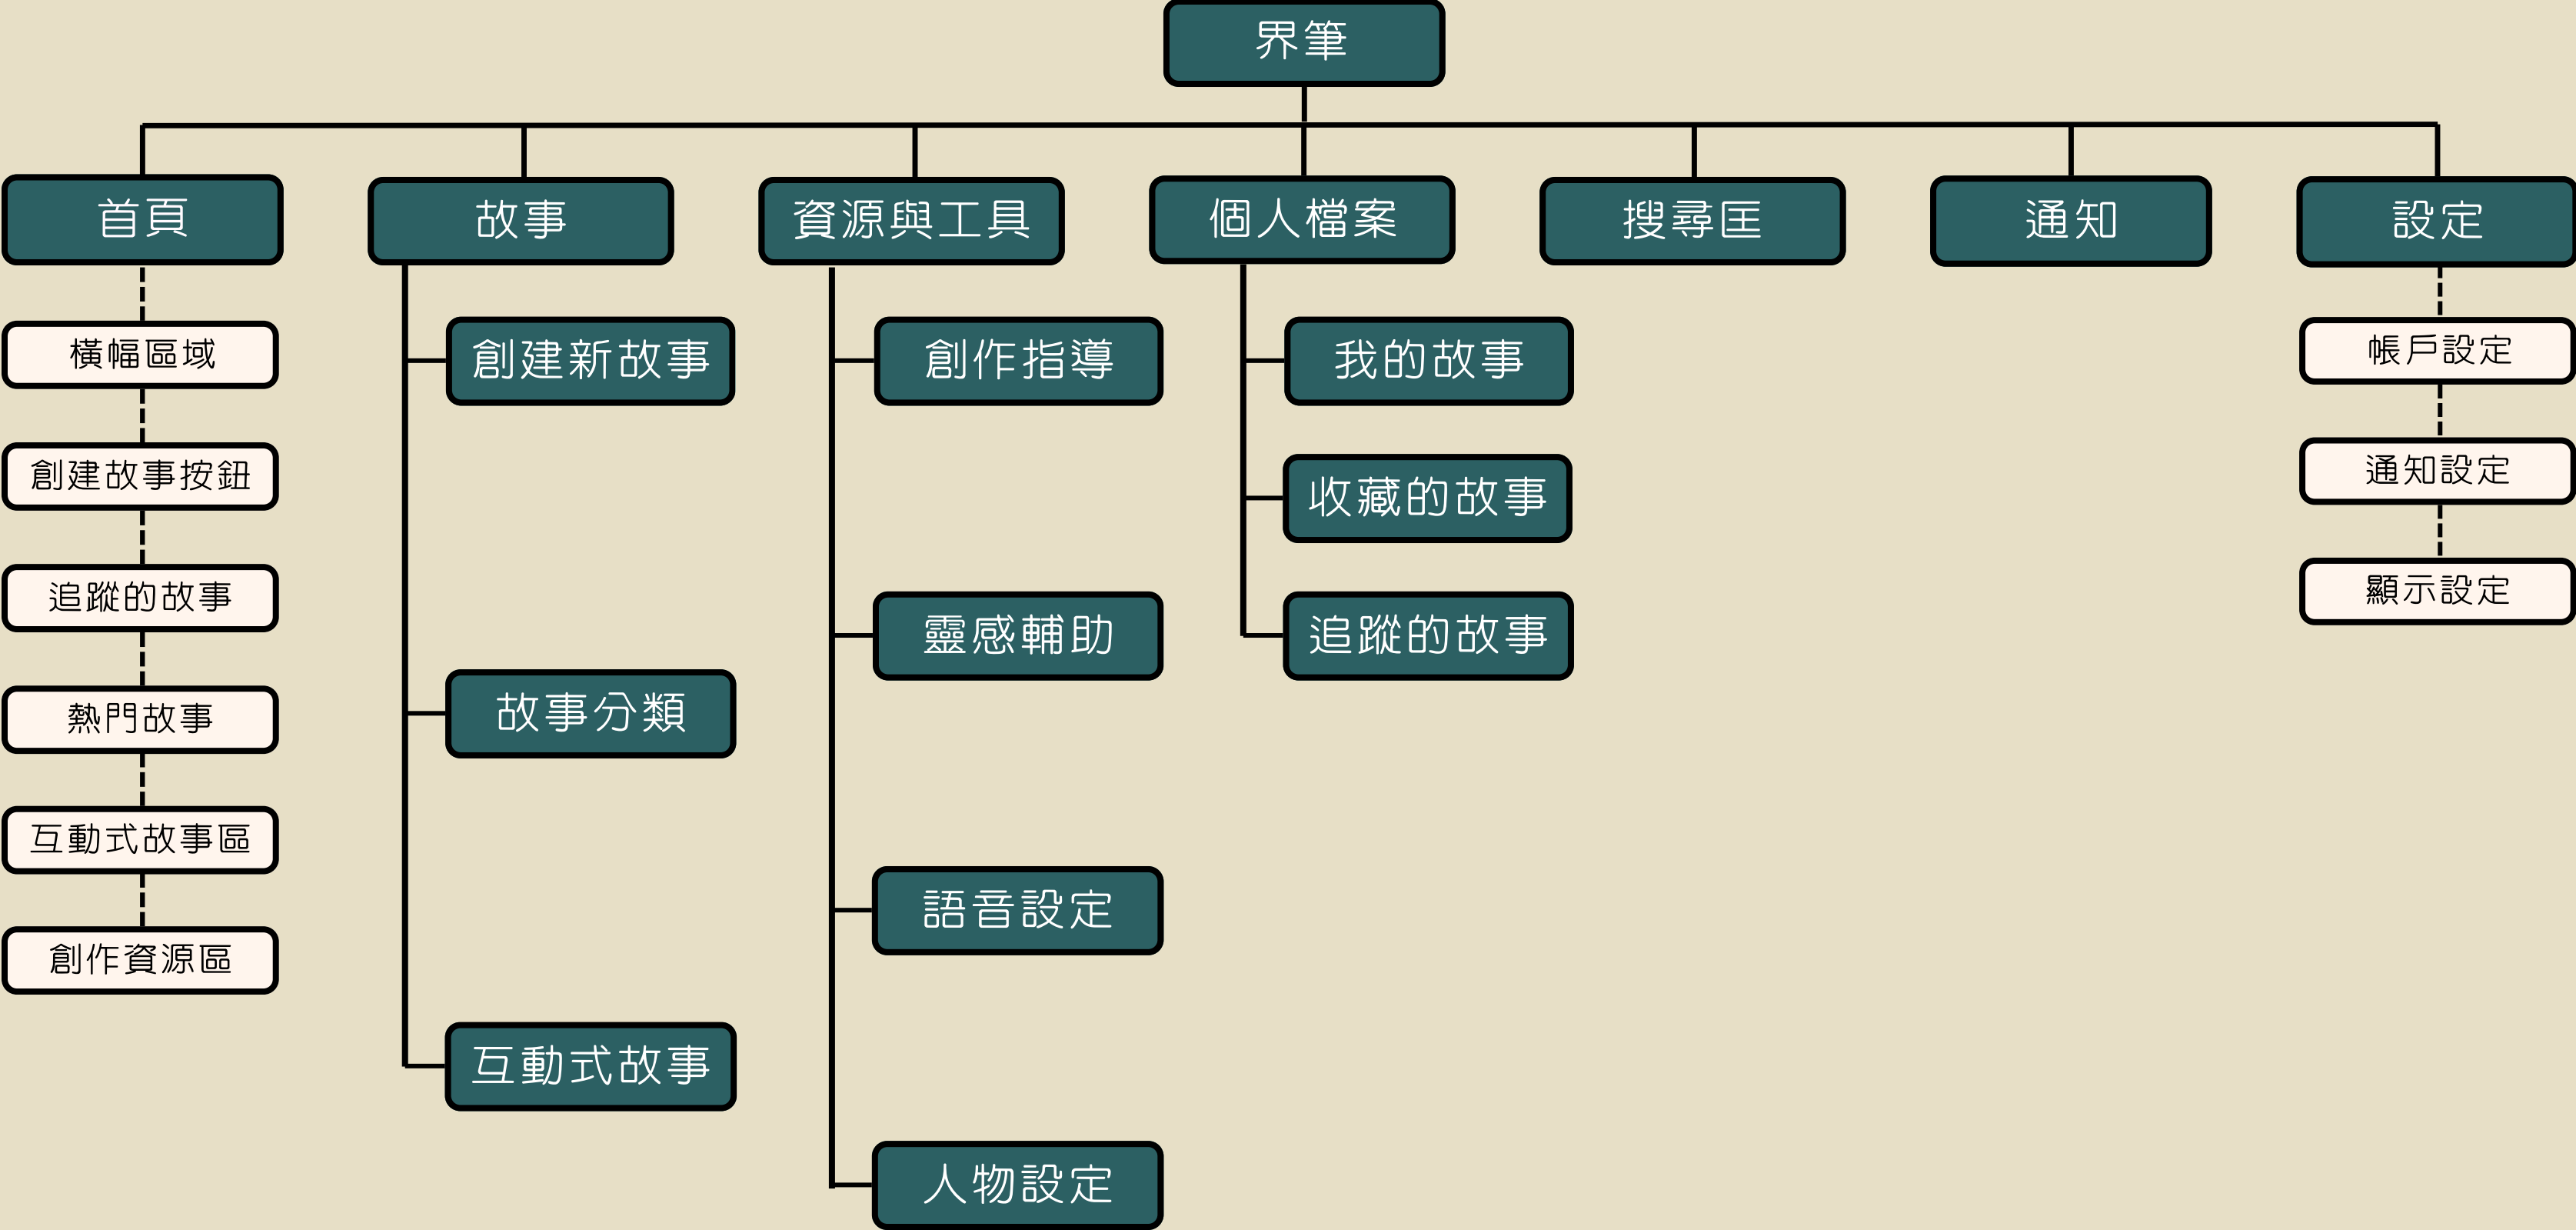 界筆
首頁
故事
資源與工具
個人檔案
搜尋匡
通知
設定
橫幅區域
創建故事按鈕
追蹤的故事
熱門故事
互動式故事區
創作資源區
創建新故事
故事分類
互動式故事
創作指導
靈感輔助
語音設定
人物設定
我的故事
收藏的故事
追蹤的故事
帳戶設定
通知設定
顯示設定